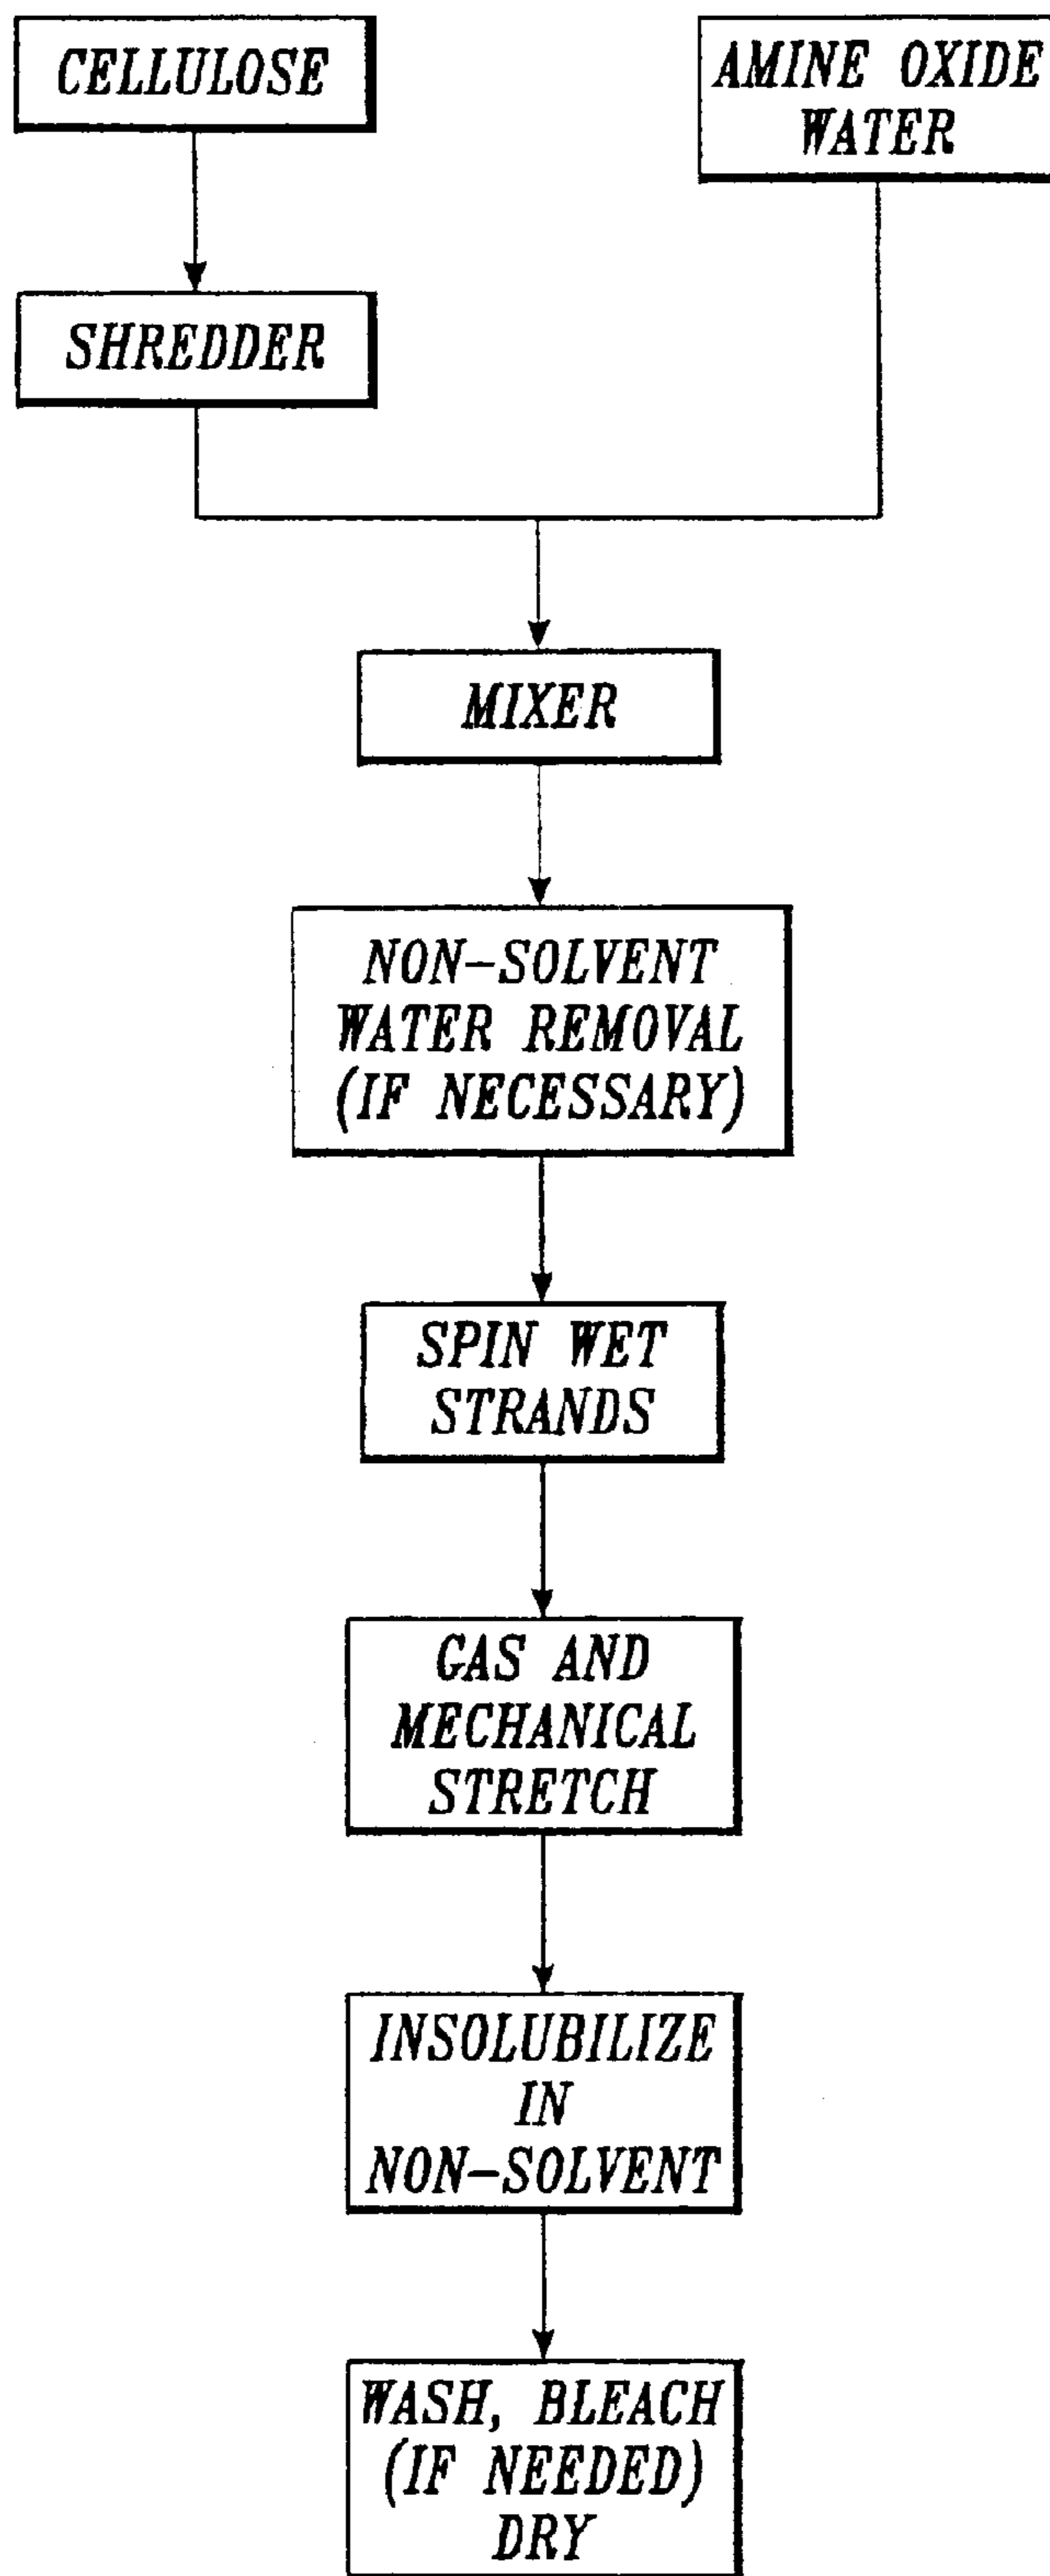 CELLULOSE
AMINE OXIDE
WATER
SHREDDER
MIXER
NON-SOLVENT
WATER REMOVAL
(IF NECESSARY)
SPIN WET
STRANDS
GAS AND
MECHANICAL
STRETCH
INSOLUBILIZE
IN
NON-SOLVENT
WASH, BLEACH
(IF NEEDED)
DRY